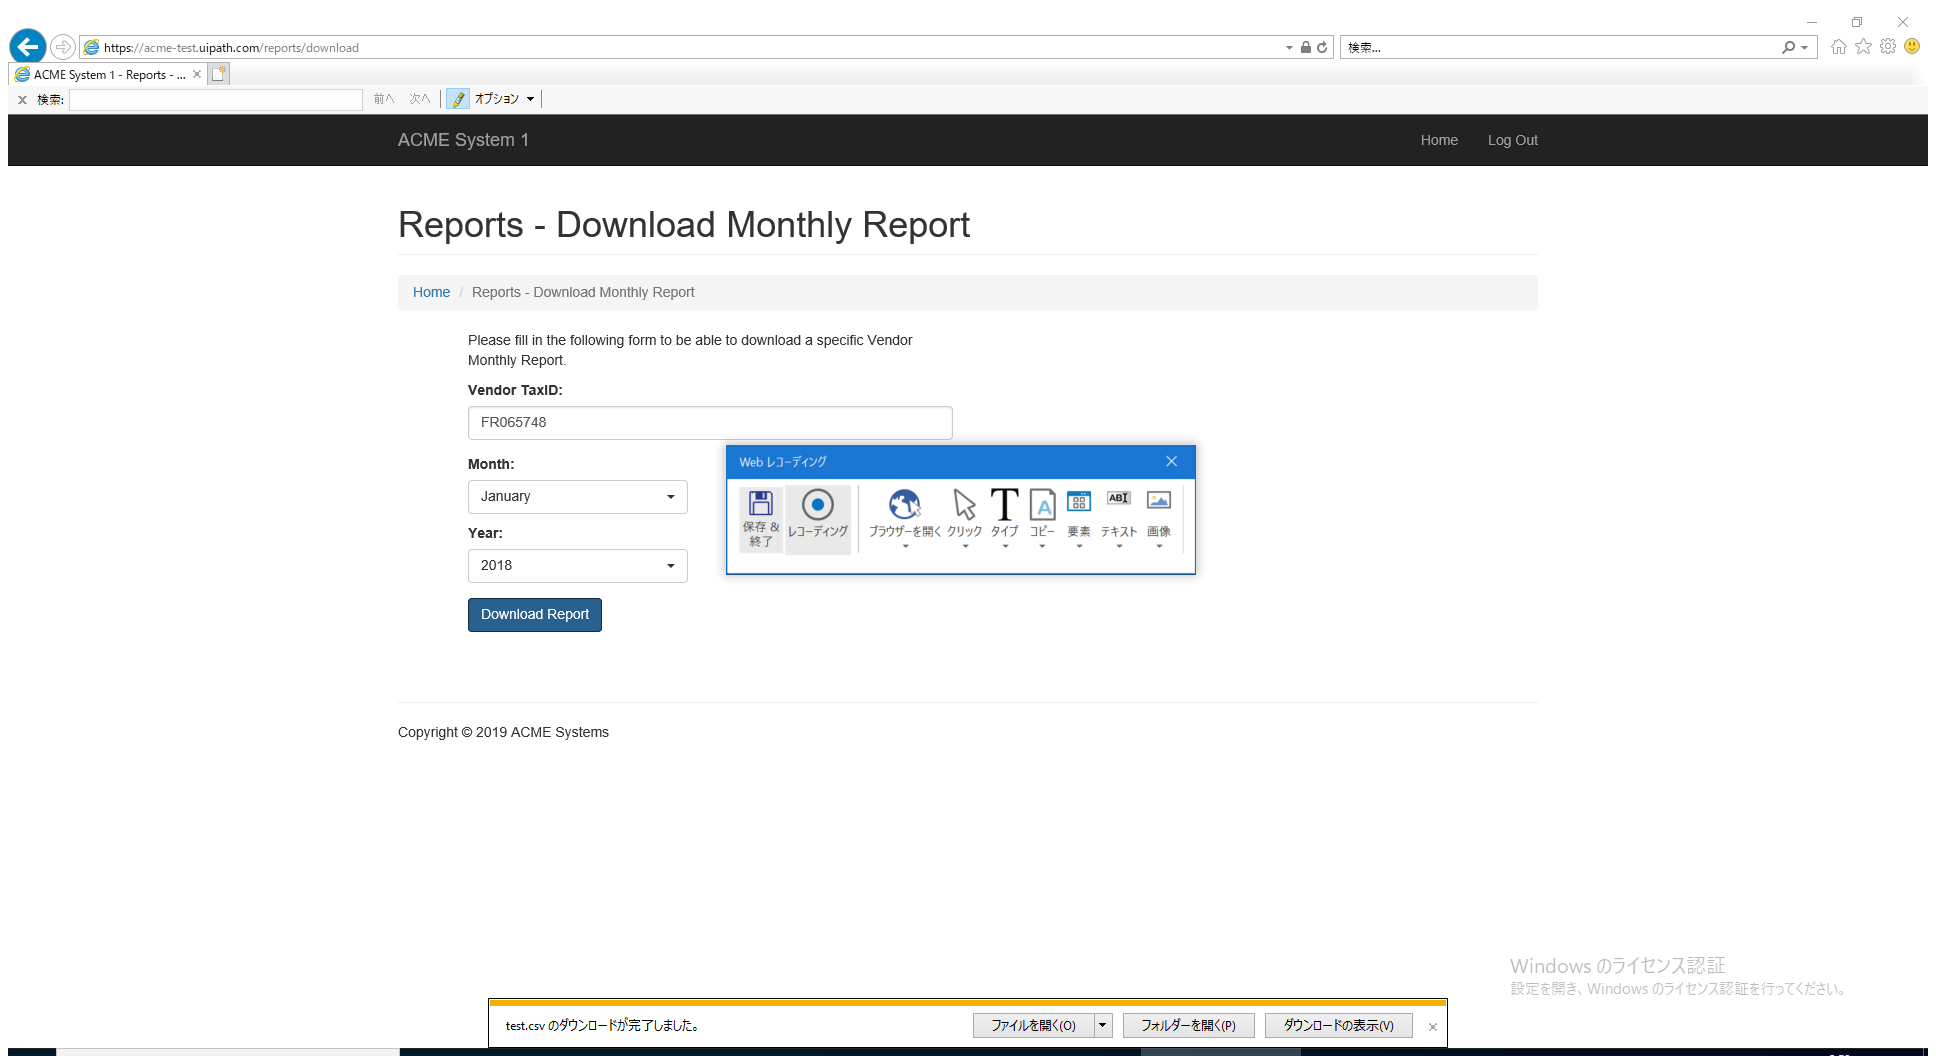 https://acme-test.uipath.com/reports/download
検索...
ACME System 1 - Reports - ...
検索:
前へ 次へ オプション
ACME System 1
Home Log Out
Reports - Download Monthly Report
Home / Reports - Download Monthly Report
Please fill in the following form to be able to download a specific Vendor
Monthly Report.
Vendor TaxID:
FR065748
Month:
January
Year:
2018
Download Report
Web レコーディング
保存 &
終了
レコーディング
ブラウザーを開く
クリック
タイプ
コピー
要素
テキスト
画像
Copyright © 2019 ACME Systems
Windows のライセンス認証
設定を開き、Windows のライセンス認証を行ってください。
test.csv のダウンロードが完了しました。
ファイルを開く(O)
フォルダーを開く(P)
ダウンロードの表示(V)